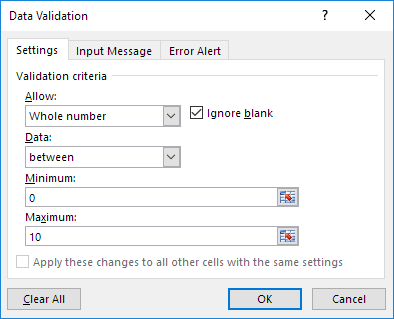 Data Validation
?
Settings Input Message Error Alert
Validation criteria
Allow:
Whole number Ignore blank
Data:
between
Minimum:
0
Maximum:
10
Apply these changes to all other cells with the same settings
Clear All OK Cancel